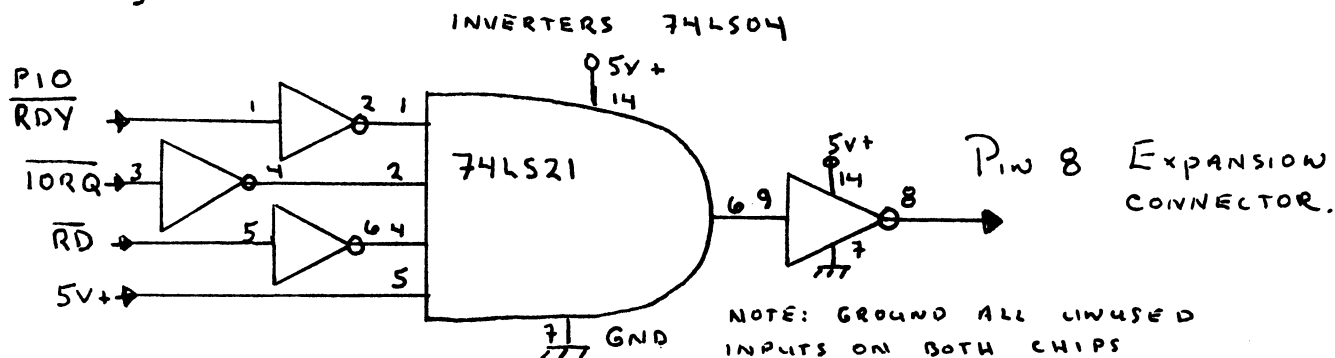 INVERTERS 74LS04
5V+
14
PIO
RDY
1
2
1
IORQ
3
4
2
74LS21
RD
5
6
4
5V+
5
6
9
5V+
14
8
7
PIN 8 EXPANSION
CONNECTOR.
7
GND
NOTE: GROUND ALL UNUSED
INPUTS ON BOTH CHIPS